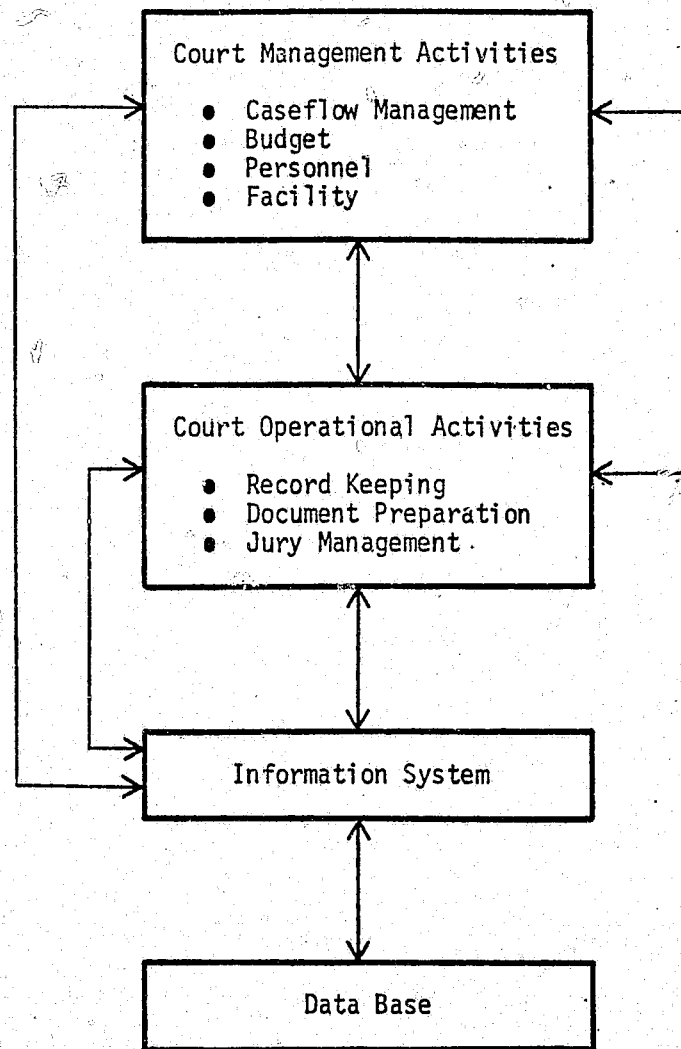 Court Management Activities
● Caseflow Management
● Budget
● Personnel
● Facility
Court Operational Activities
● Record Keeping
● Document Preparation
● Jury Management
Information System
Data Base